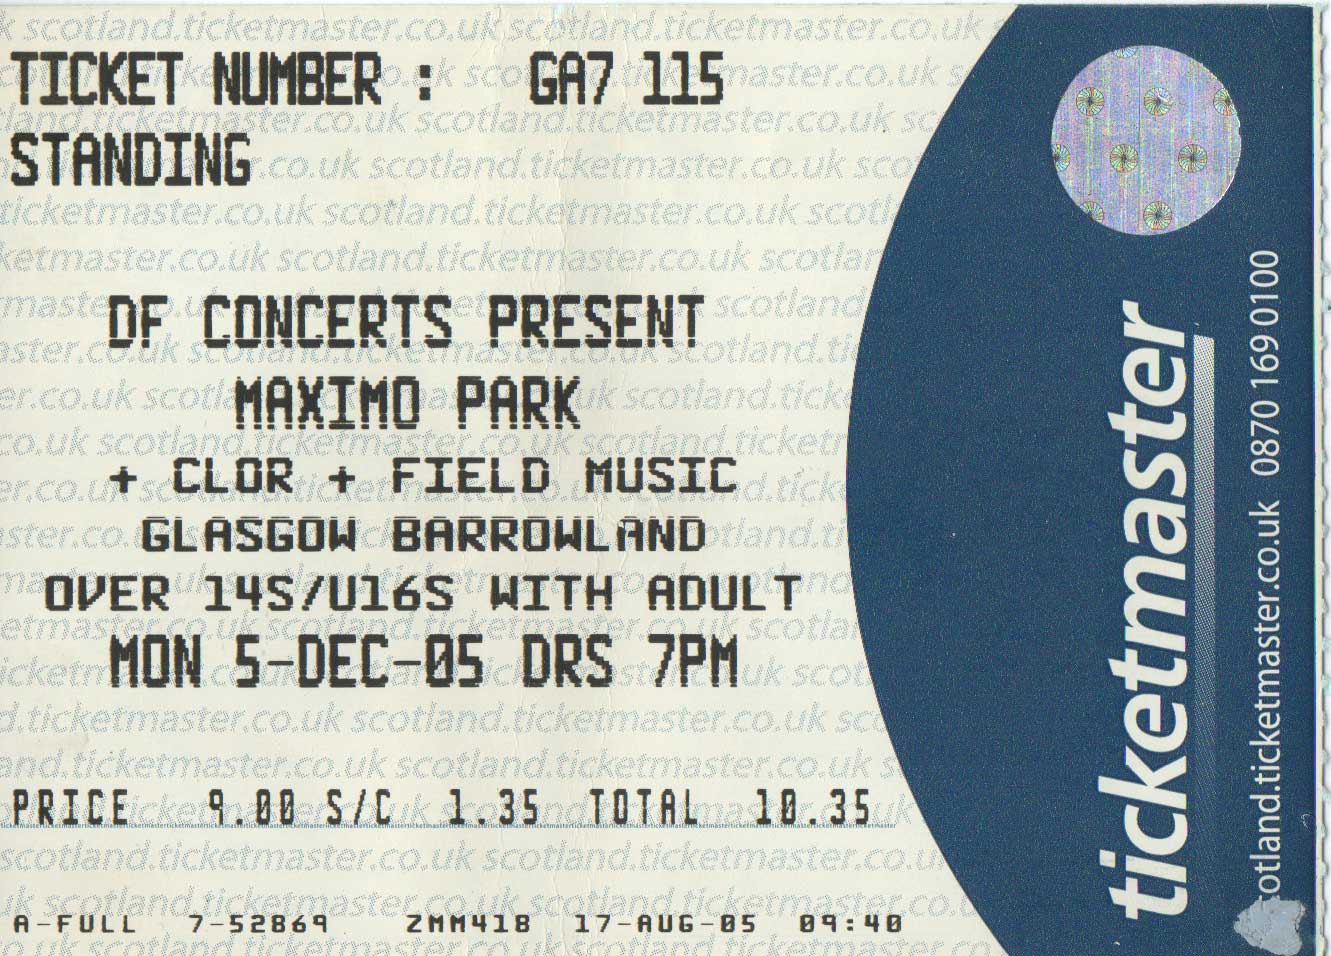 TICKET NUMBER : GA7 115
STANDING
DF CONCERTS PRESENT
MAXIMO PARK
+ CLOR + FIELD MUSIC
GLASGOW BARROWLAND
OVER 14S/U16S WITH ADULT
MON 5-DEC-05 DRS 7PM
PRICE 9.00 S/C 1.35 TOTAL 10.35
A-FULL 7-52869 ZMM418 17-AUG-05 09:40
ticketmaster
otland.ticketmaster.co.uk 0870 169 0100